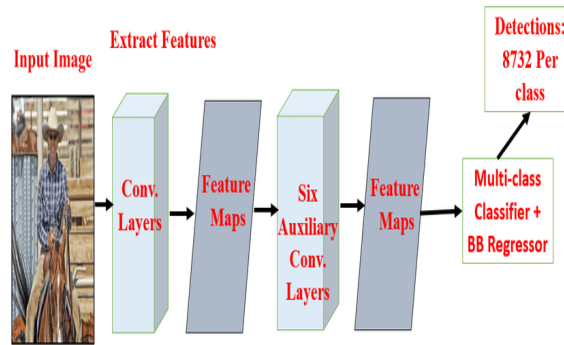 Input Image
Extract Features
Conv.
Layers
Feature
Maps
Six
Auxiliary
Conv.
Layers
Feature
Maps
Multi-class
Classifier +
BB Regressor
Detections:
8732 Per
class